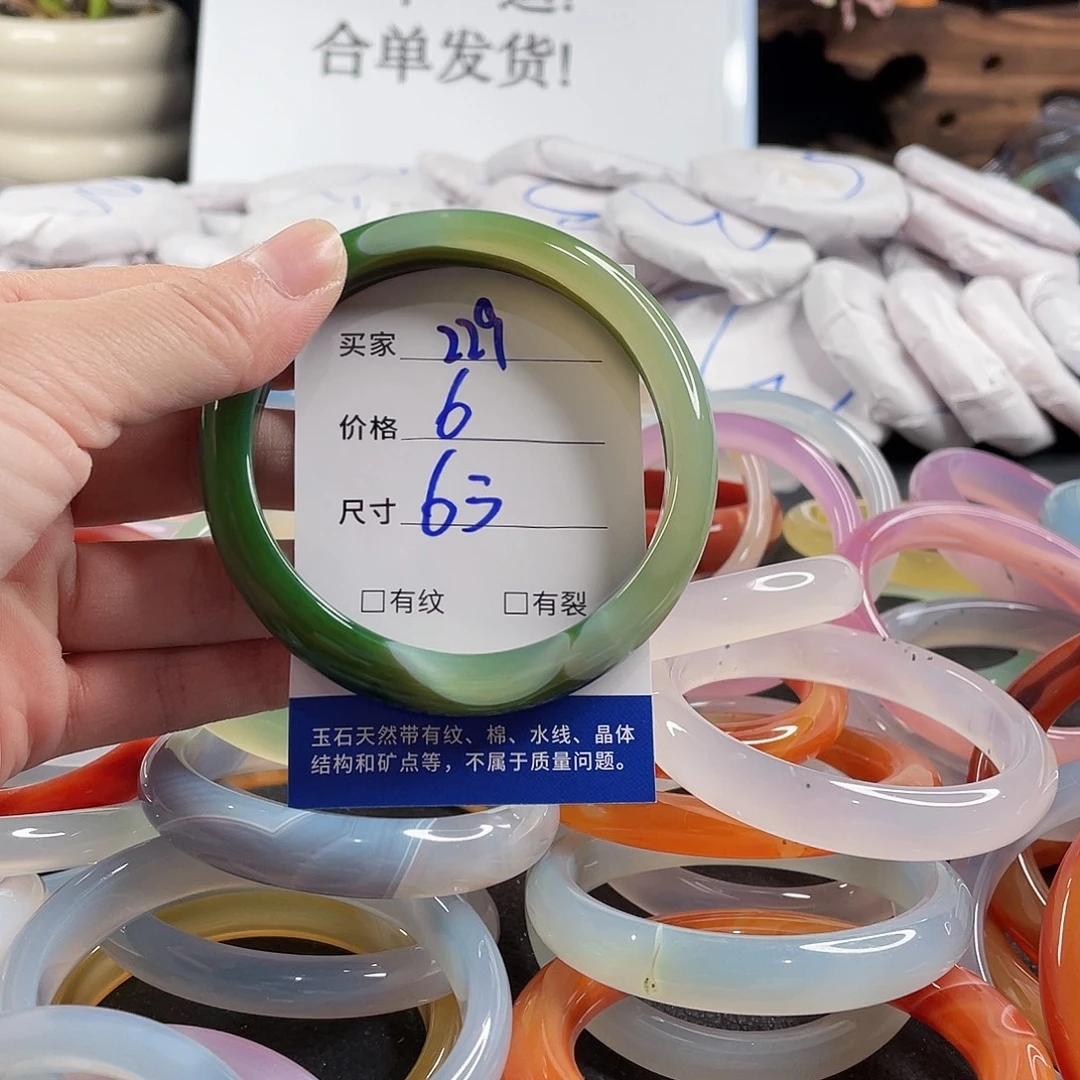 合单发货!
买家 229
价格 6
尺寸 63
□有纹 □有裂
玉石天然带有纹、棉、水线、晶体
结构和矿点等，不属于质量问题。